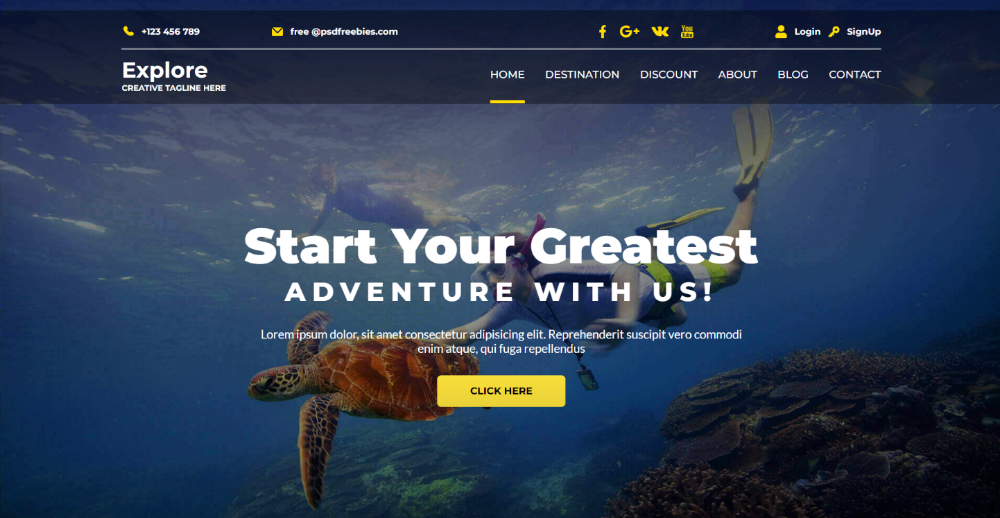 +123 456 789
free @psdfreebies.com
Login
SignUp
Explore
CREATIVE TAGLINE HERE
HOME
DESTINATION
DISCOUNT
ABOUT
BLOG
CONTACT
Start Your Greatest
ADVENTURE WITH US!
Lorem ipsum dolor, sit amet consectetur adipisicing elit. Reprehenderit suscipit vero commodi
enim atque, qui fuga repellendus
CLICK HERE